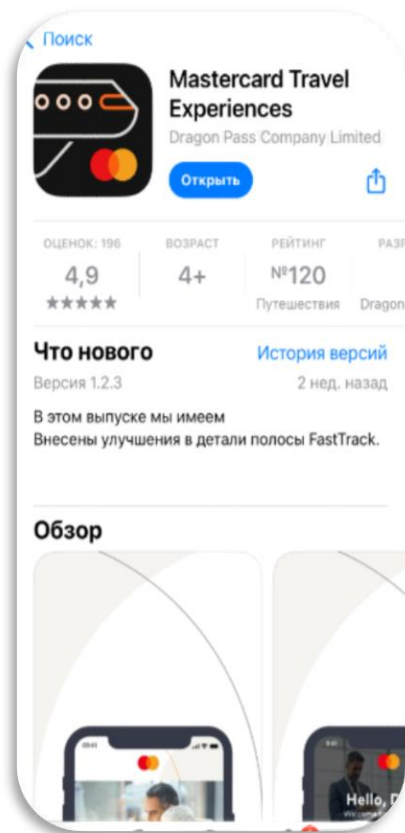 Поиск
Mastercard Travel
Experiences
Dragon Pass Company Limited
Открыть
ОЦЕНОК: 196
ВОЗРАСТ
РЕЙТИНГ
4,9
4+
№120
Путешествия
Dragon
Что нового
История версий
Версия 1.2.3
2 нед. назад
В этом выпуске мы имеем
Внесены улучшения в детали полосы FastTrack.
Обзор
Hello,